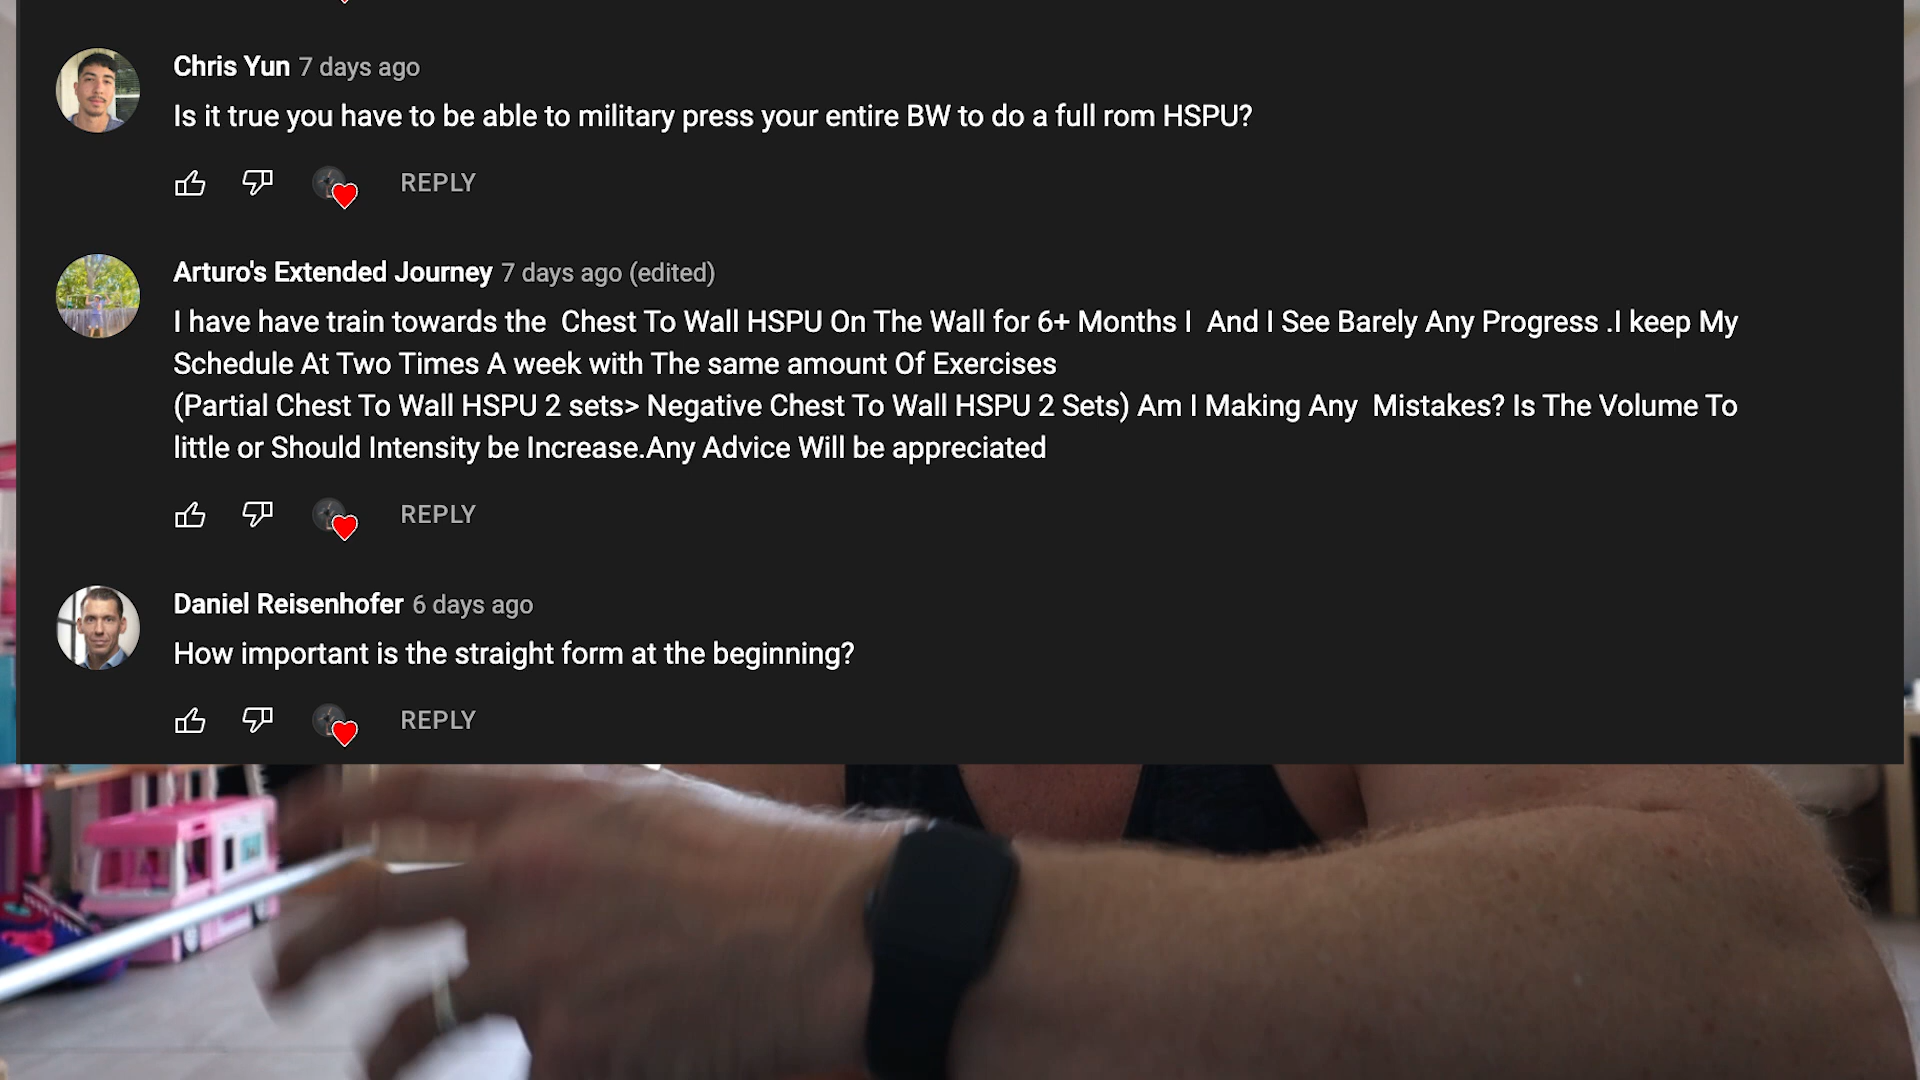 Chris Yun 7 days ago
Is it true you have to be able to military press your entire BW to do a full rom HSPU?
REPLY
Arturo's Extended Journey 7 days ago (edited)
I have have train towards the  Chest To Wall HSPU On The Wall for 6+ Months I  And I See Barely Any Progress .I keep My
Schedule At Two Times A week with The same amount Of Exercises
(Partial Chest To Wall HSPU 2 sets> Negative Chest To Wall HSPU 2 Sets) Am I Making Any  Mistakes? Is The Volume To
little or Should Intensity be Increase.Any Advice Will be appreciated
REPLY
Daniel Reisenhofer 6 days ago
How important is the straight form at the beginning?
REPLY